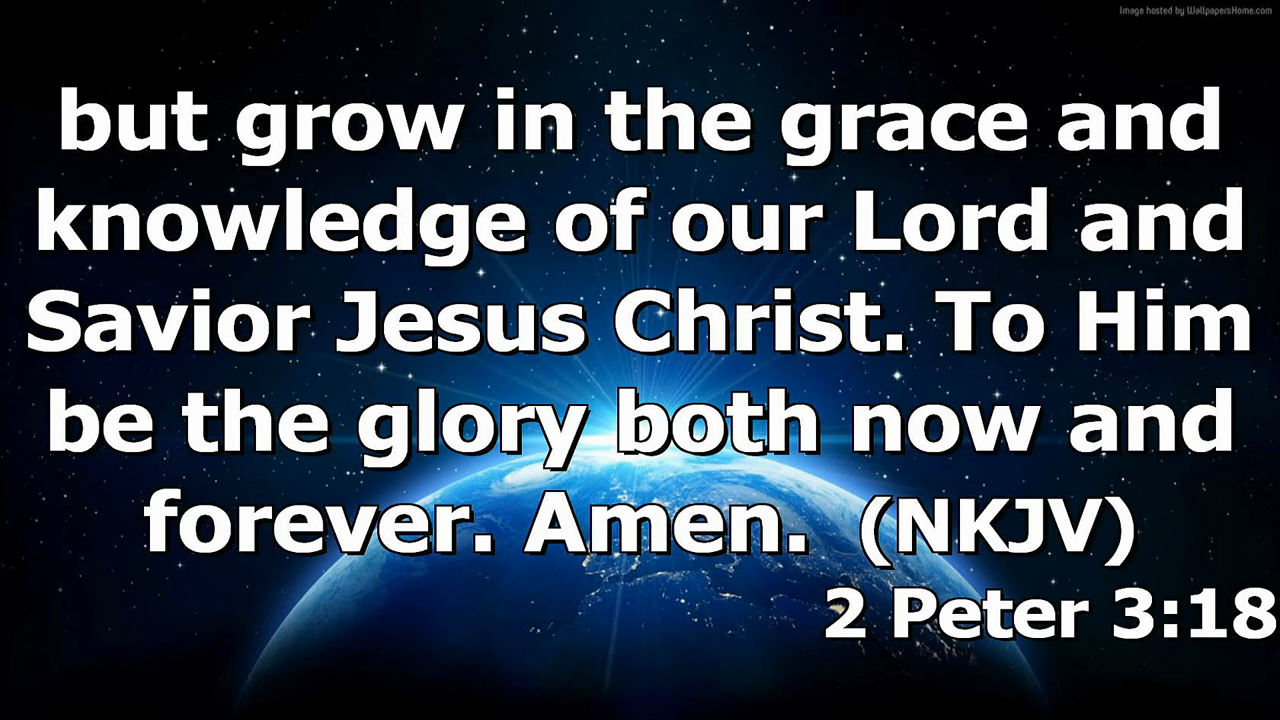 Image hosted by WallpapersHome.com
but grow in the grace and
knowledge of our Lord and
Savior Jesus Christ. To Him
be the glory both now and
forever. Amen.  (NKJV)
2 Peter 3:18